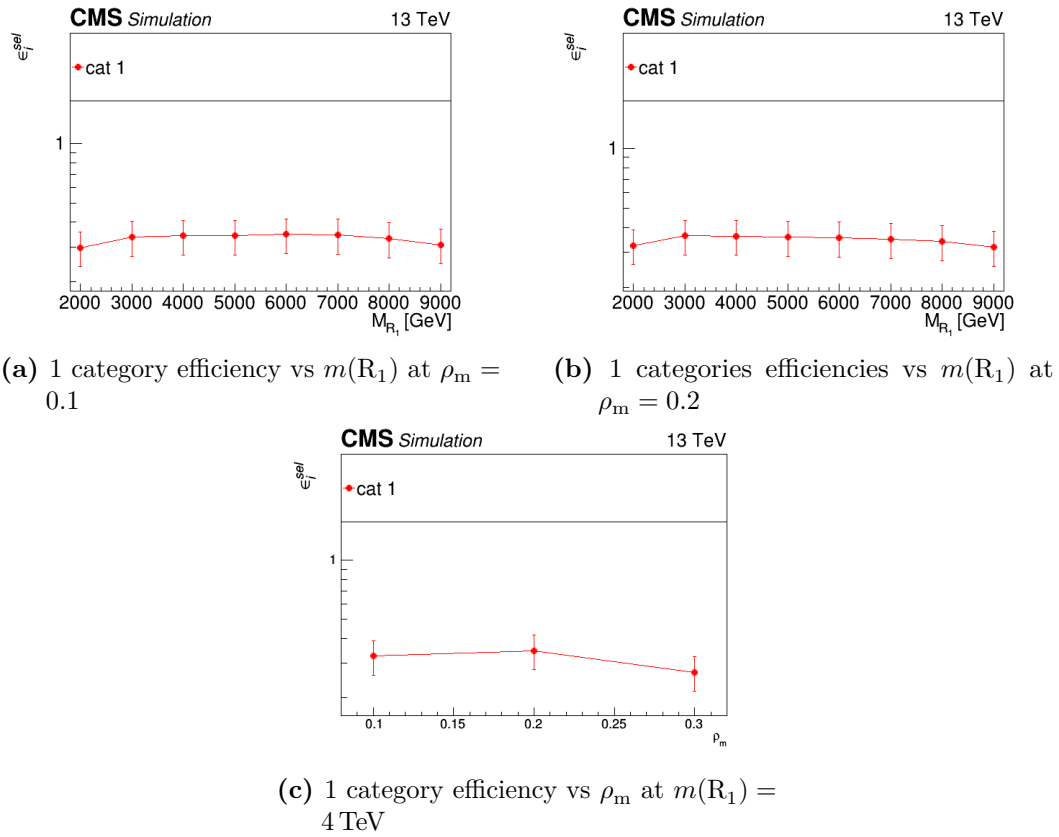 CMS Simulation 13 TeV
ϵ_i^sel
cat 1
1
2000 3000 4000 5000 6000 7000 8000 9000
M_R₁ [GeV]
(a) 1 category efficiency vs m(R₁) at ρ_m =
0.1
CMS Simulation 13 TeV
ϵ_i^sel
cat 1
1
2000 3000 4000 5000 6000 7000 8000 9000
M_R₁ [GeV]
(b) 1 categories efficiencies vs m(R₁) at
ρ_m = 0.2
CMS Simulation 13 TeV
ϵ_i^sel
cat 1
1
0.1 0.15 0.2 0.25 0.3
ρ_m
(c) 1 category efficiency vs ρ_m at m(R₁) =
4 TeV